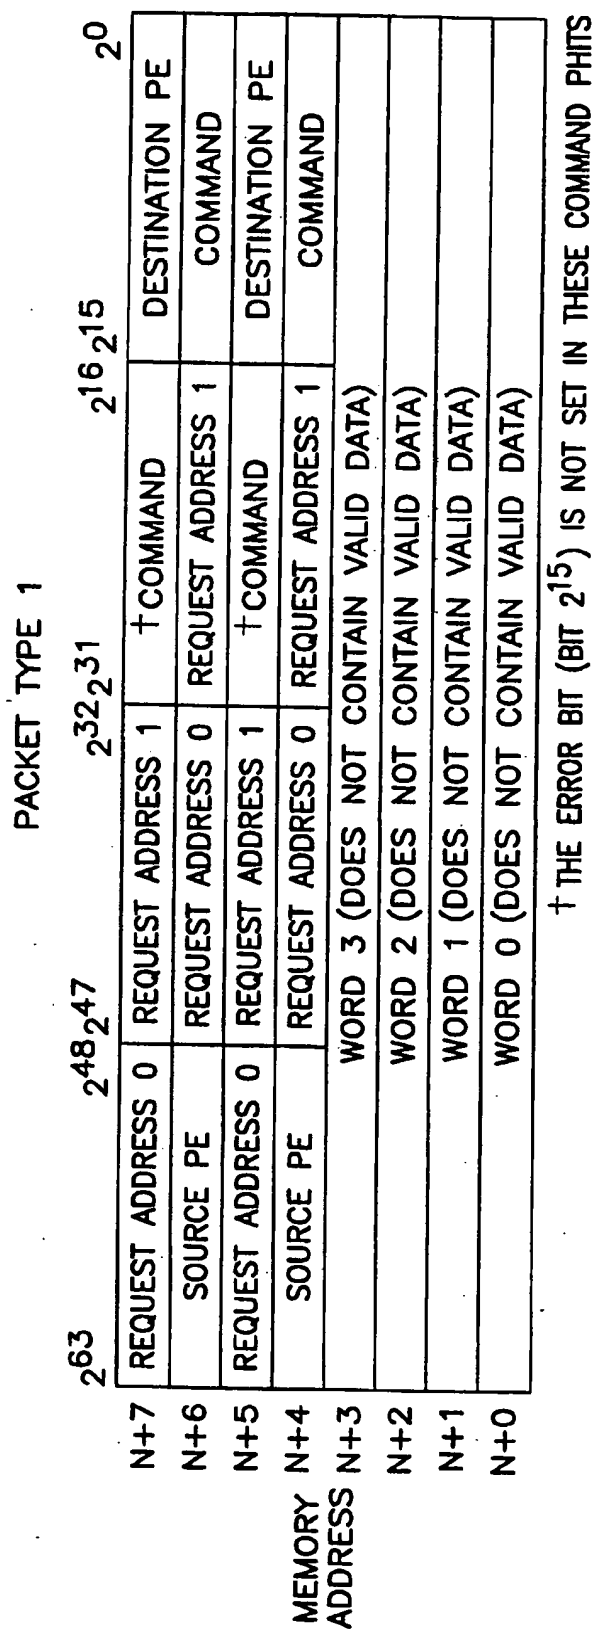 PACKET TYPE 1
2^63 2^48 2^47 2^32 2^31 2^16 2^15 2^0
N+7 REQUEST ADDRESS 0 REQUEST ADDRESS 1 †COMMAND DESTINATION PE
N+6 SOURCE PE REQUEST ADDRESS 0 REQUEST ADDRESS 1 COMMAND
N+5 REQUEST ADDRESS 0 REQUEST ADDRESS 1 †COMMAND DESTINATION PE
N+4 SOURCE PE REQUEST ADDRESS 0 REQUEST ADDRESS 1 COMMAND
MEMORY
ADDRESS
N+3 WORD 3 (DOES NOT CONTAIN VALID DATA)
N+2 WORD 2 (DOES NOT CONTAIN VALID DATA)
N+1 WORD 1 (DOES NOT CONTAIN VALID DATA)
N+0 WORD 0 (DOES NOT CONTAIN VALID DATA)
†THE ERROR BIT (BIT 2^15) IS NOT SET IN THESE COMMAND PHITS